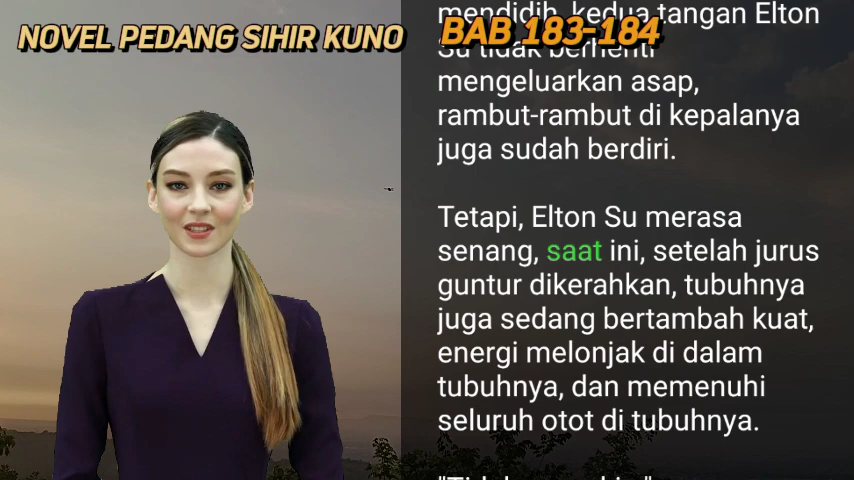 NOVEL PEDANG SIHIR KUNO
BAB 183-184
mendidih, kedua tangan Elton
Su tidak berhenti
mengeluarkan asap,
rambut-rambut di kepalanya
juga sudah berdiri.
Tetapi, Elton Su merasa
senang, saat ini, setelah jurus
guntur dikerahkan, tubuhnya
juga sedang bertambah kuat,
energi melonjak di dalam
tubuhnya, dan memenuhi
seluruh otot di tubuhnya.